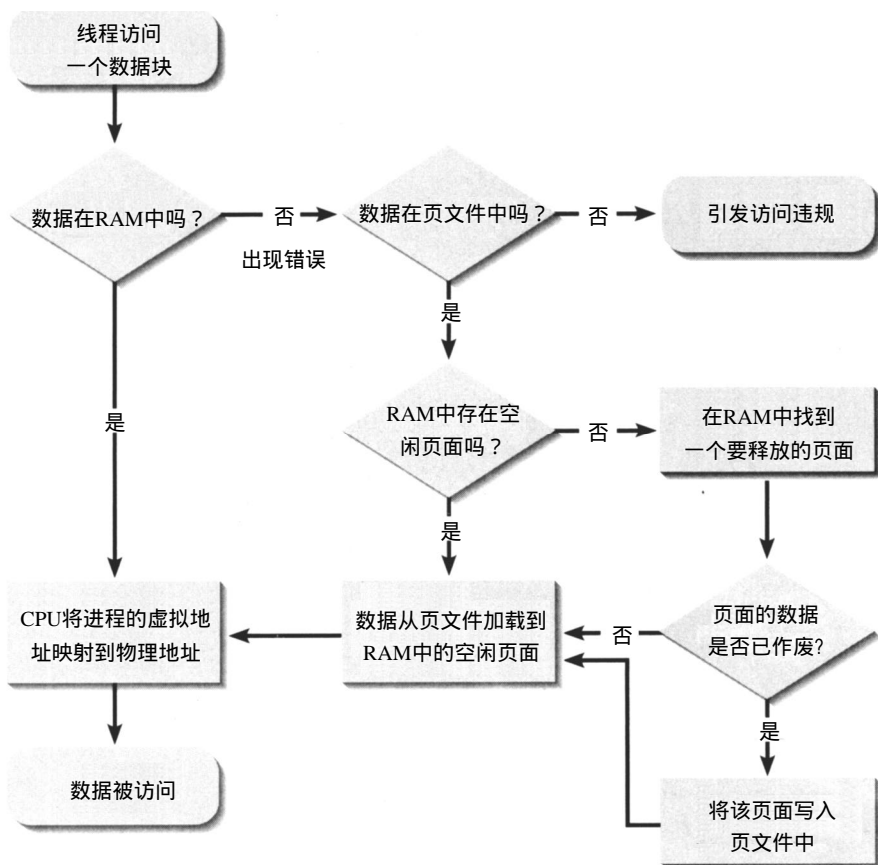 线程访问
一个数据块
数据在RAM中吗？
否
出现错误
数据在页文件中吗？
否
引发访问违规
是
是
RAM中存在空
闲页面吗？
否
在RAM中找到
一个要释放的页面
是
CPU将进程的虚拟地
址映射到物理地址
数据从页文件加载到
RAM中的空闲页面
否
页面的数据
是否已作废?
是
数据被访问
将该页面写入
页文件中